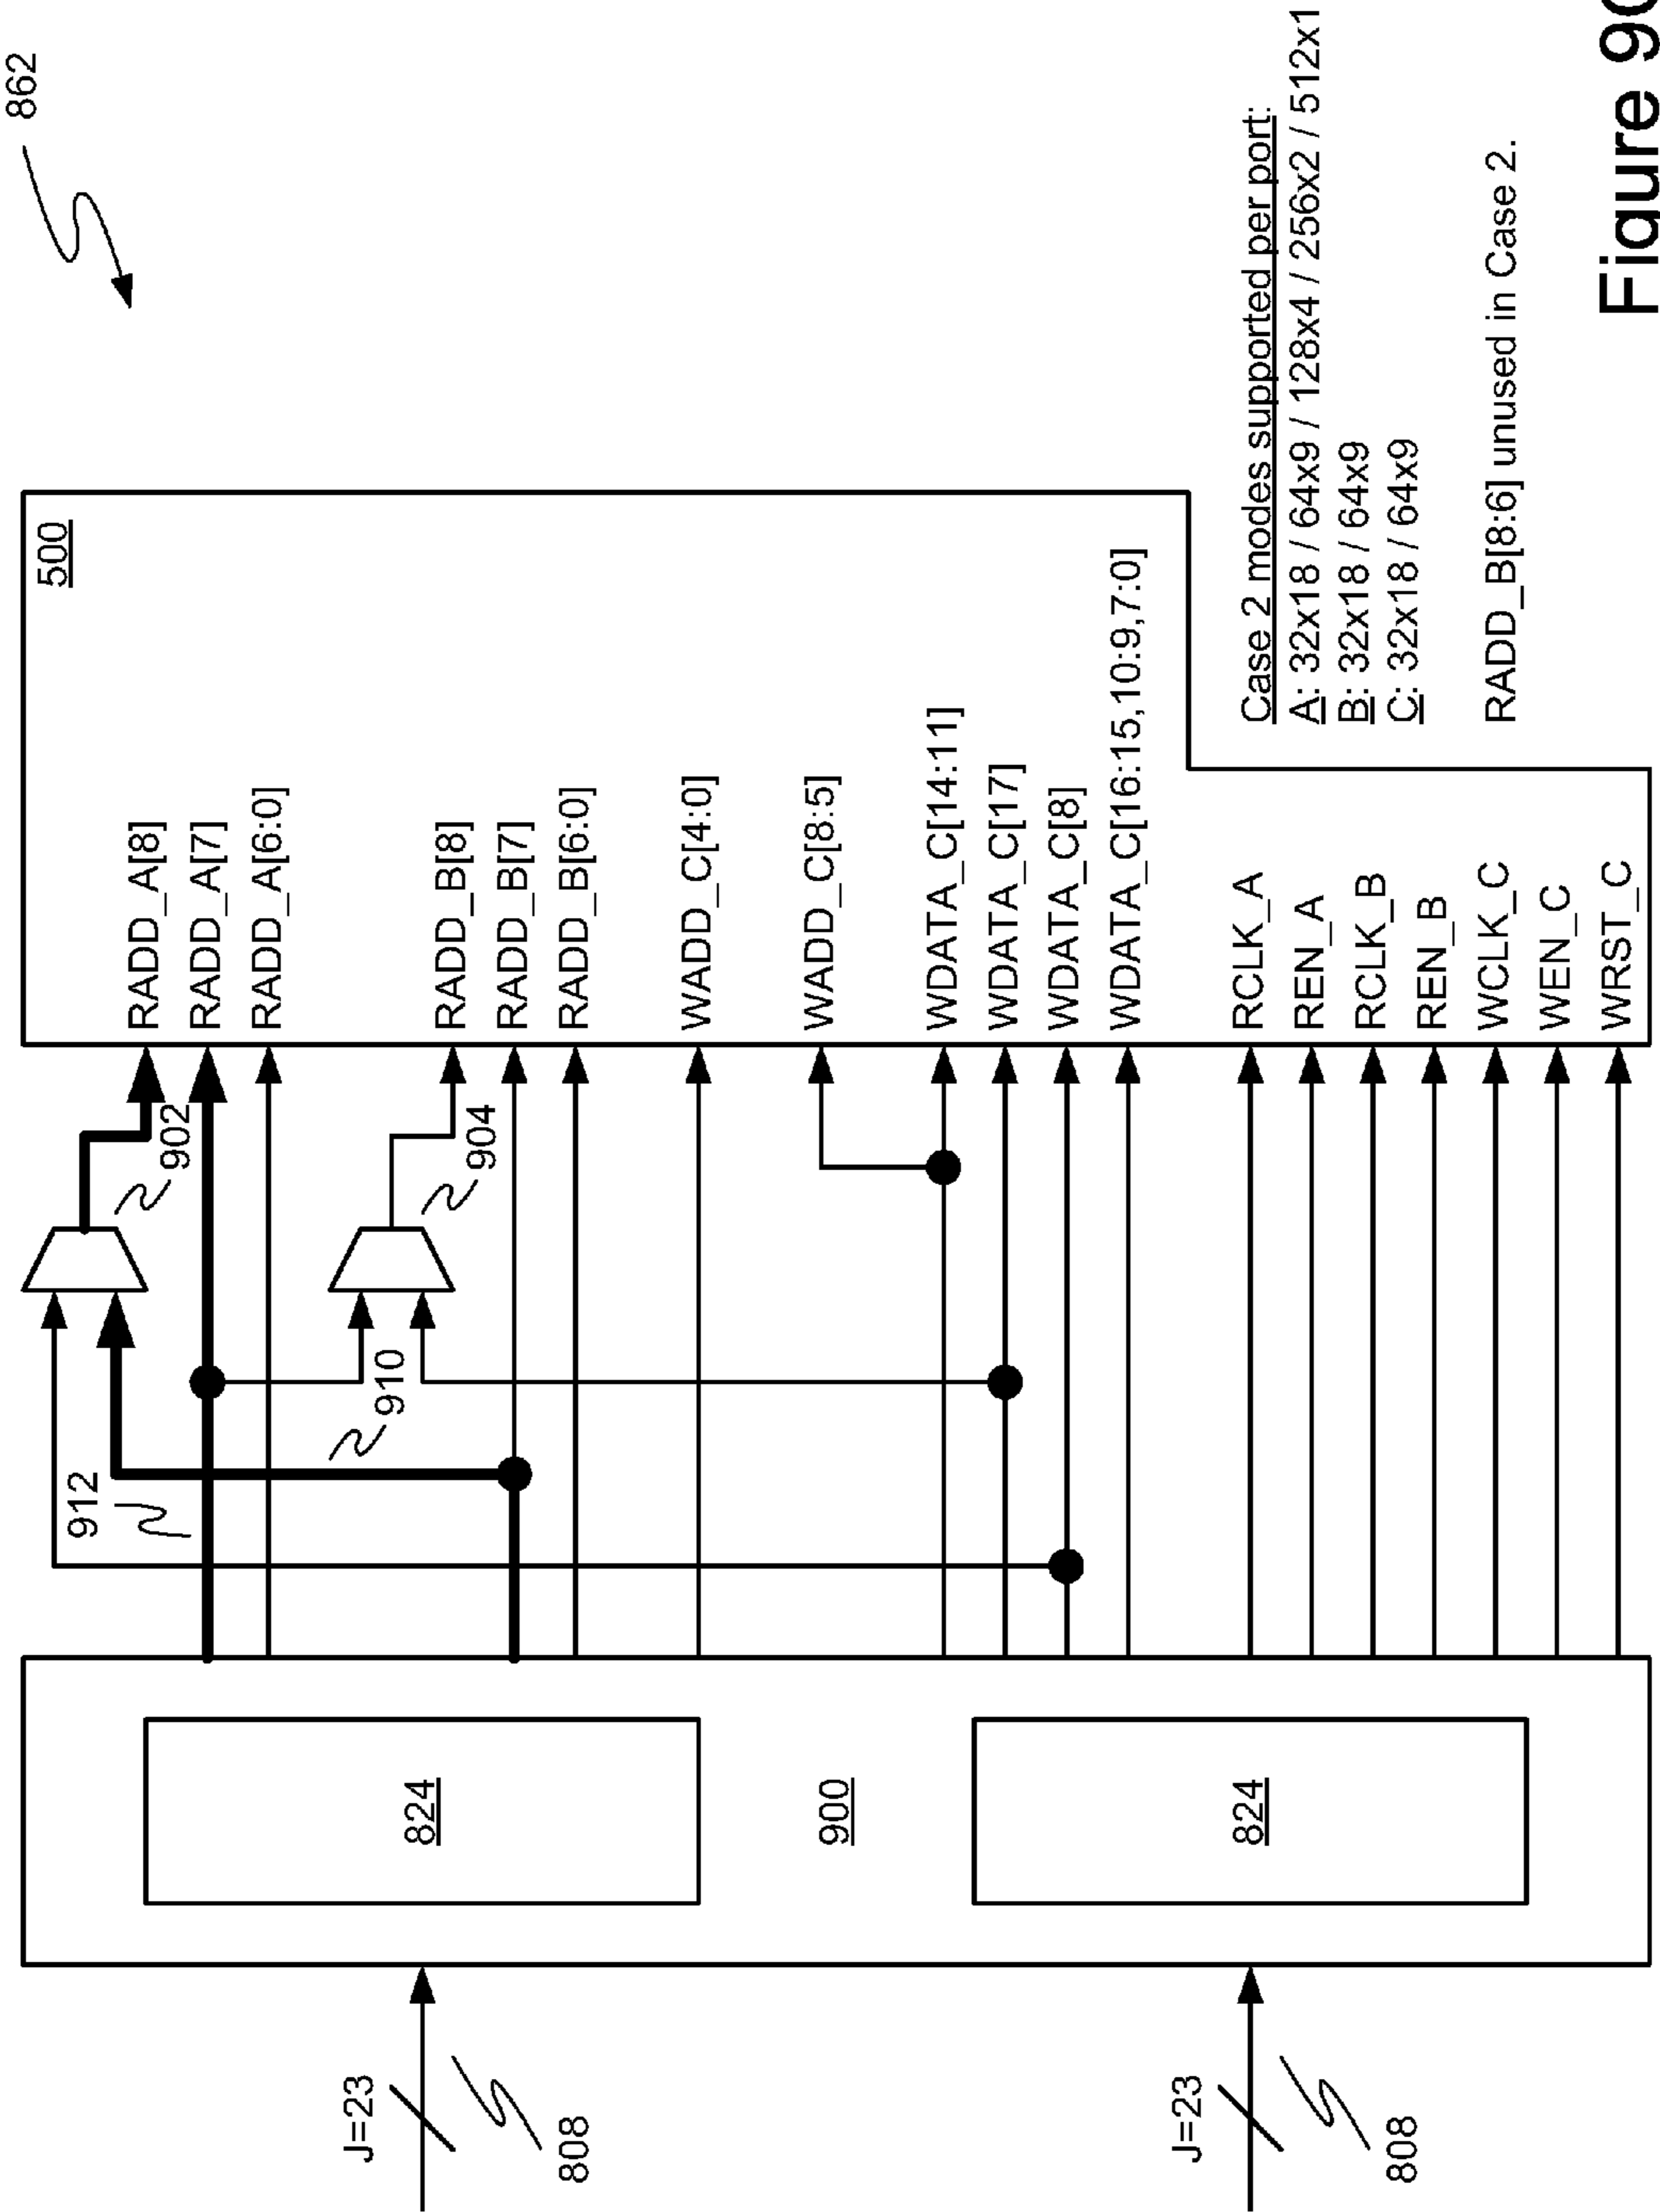 862
500
912
902
910
904
RADD_A[8]
RADD_A[7]
RADD_A[6:0]
RADD_B[8]
RADD_B[7]
RADD_B[6:0]
WADD_C[4:0]
WADD_C[8:5]
WDATA_C[14:11]
WDATA_C[17]
WDATA_C[8]
WDATA_C[16:15,10:9,7:0]
RCLK_A
REN_A
RCLK_B
REN_B
WCLK_C
WEN_C
WRST_C
J=23
808
824
900
J=23
808
824
Case 2 modes supported per port:
A: 32x18 / 64x9 / 128x4 / 256x2 / 512x1
B: 32x18 / 64x9
C: 32x18 / 64x9
RADD_B[8:6] unused in Case 2.
Figure